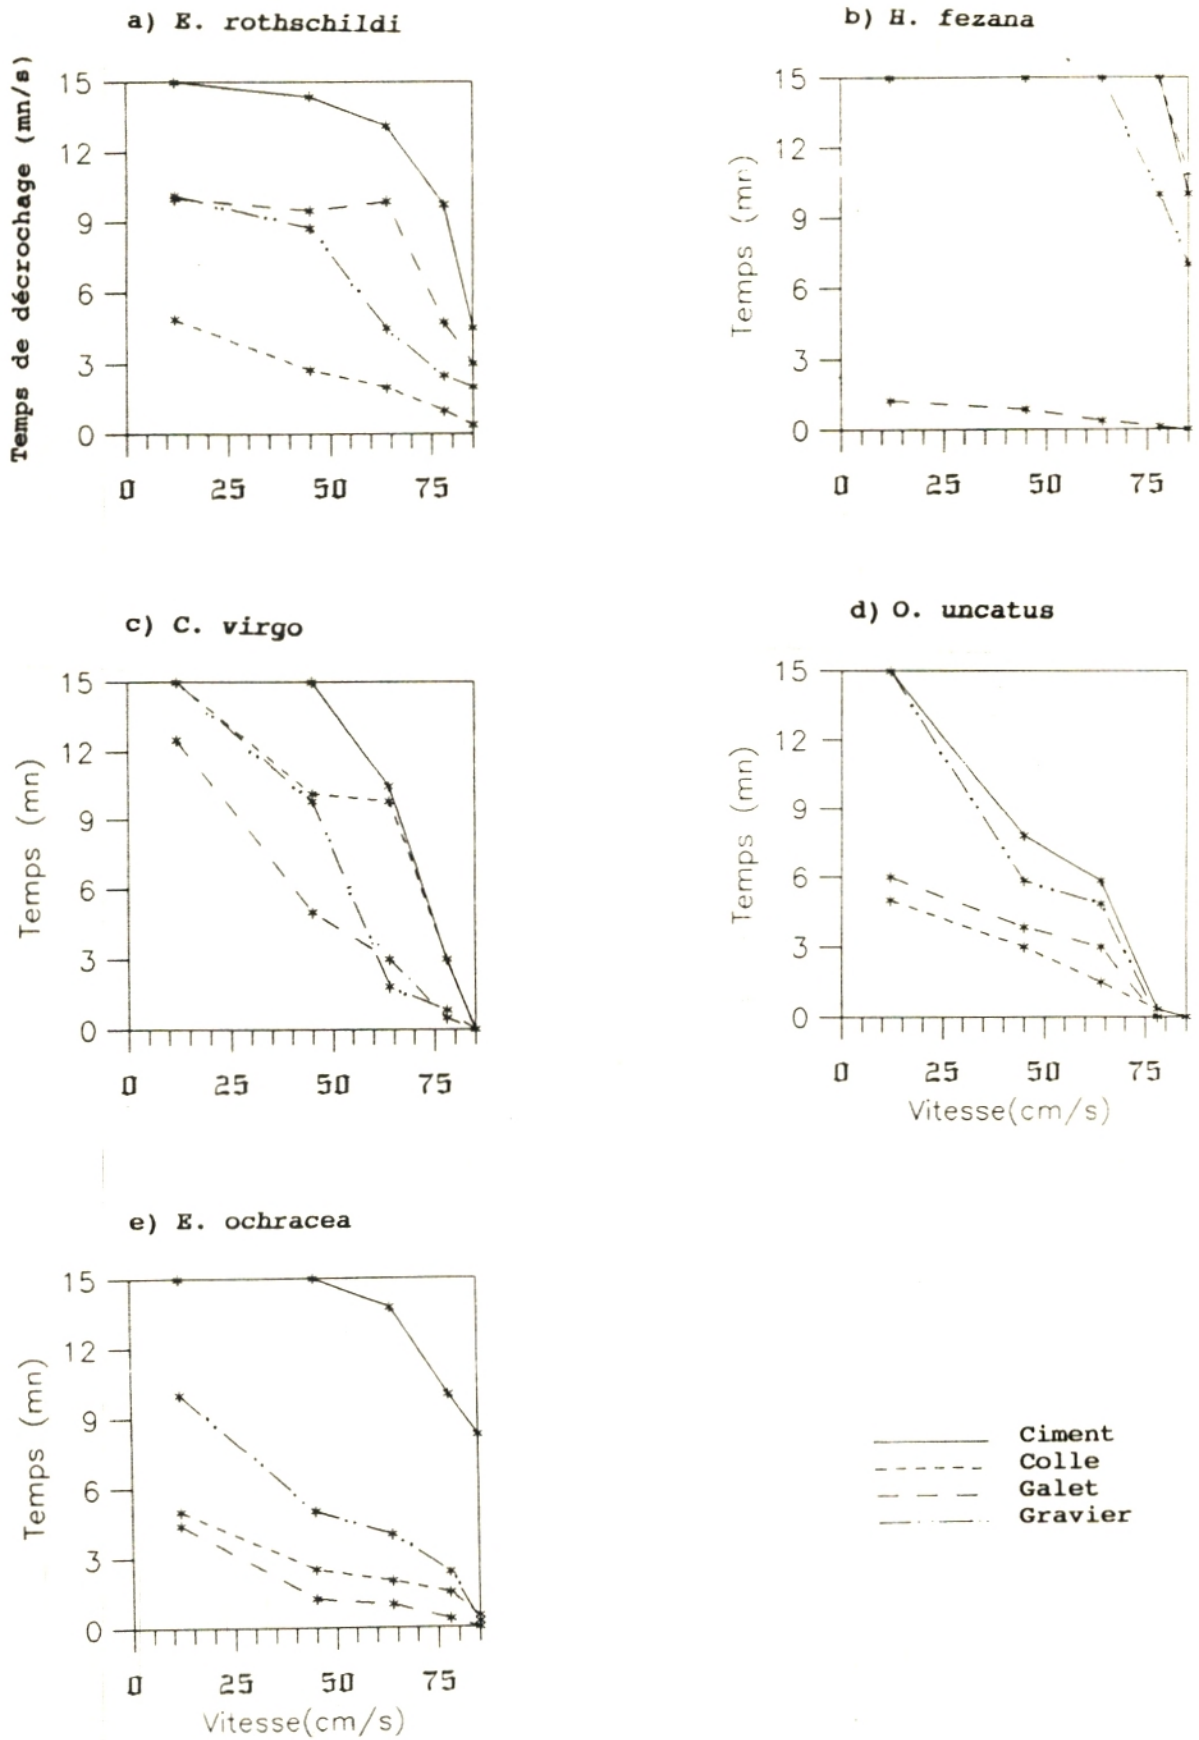 a) E. rothschildi
Temps de décrochage (mn/s)
15
12
9
6
3
0
0 25 50 75
b) H. fezana
Temps (mn)
15
12
9
6
3
0
0 25 50 75
c) C. virgo
Temps (mn)
15
12
9
6
3
0
0 25 50 75
d) O. uncatus
Temps (mn)
15
12
9
6
3
0
0 25 50 75
Vitesse(cm/s)
e) E. ochracea
Temps (mn)
15
12
9
6
3
0
0 25 50 75
Vitesse(cm/s)
Ciment
Colle
Galet
Gravier